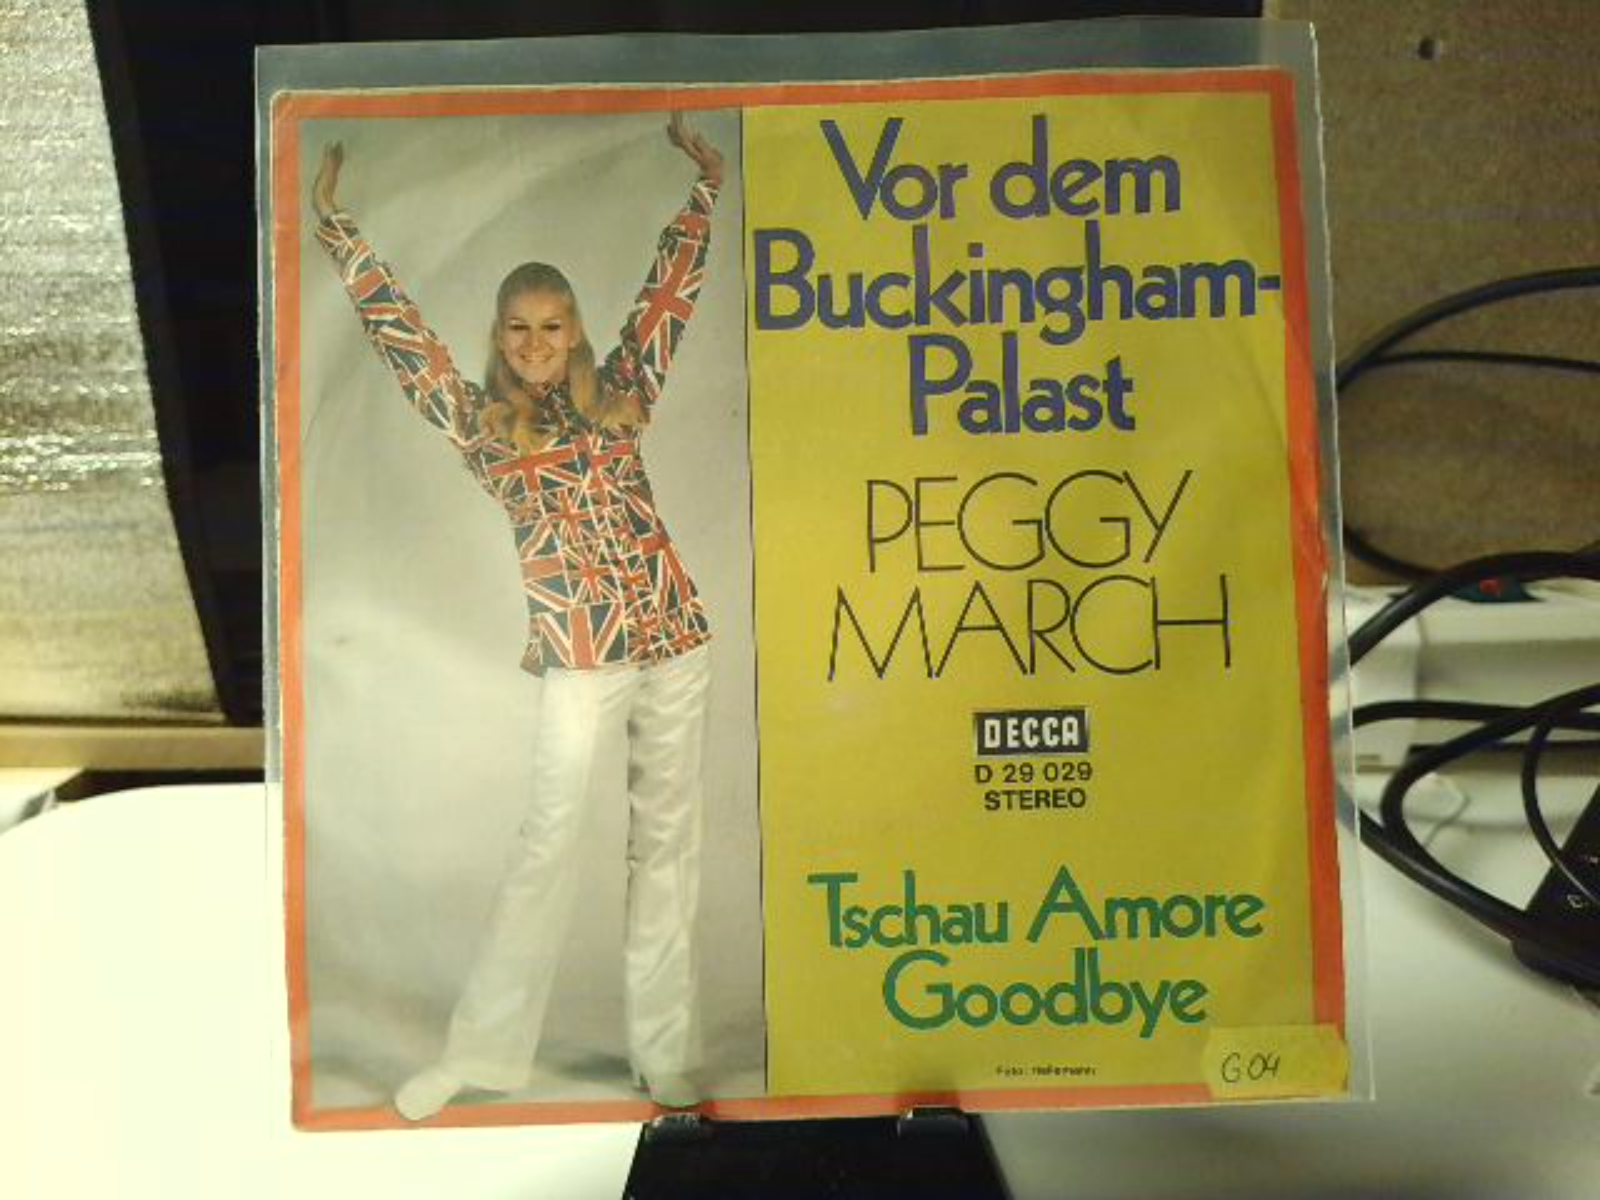 Vor dem
Buckingham-
Palast
PEGGY
MARCH
DECCA
D 29 029
STEREO
Tschau Amore
Goodbye
G04